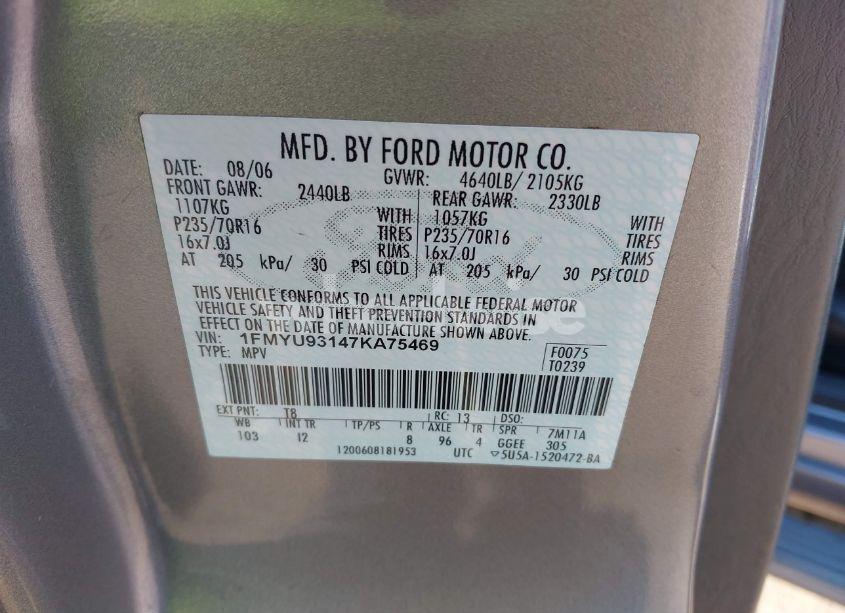 MFD. BY FORD MOTOR CO.
DATE: 08/06 GVWR: 4640LB/ 2105KG
FRONT GAWR: 2440LB REAR GAWR: 2330LB
1107KG WITH 1057KG WITH
P235/70R16 TIRES P235/70R16 TIRES
16x7.0J RIMS 16x7.0J RIMS
AT 205 kPa/ 30 PSI COLD AT 205 kPa/ 30 PSI COLD
THIS VEHICLE CONFORMS TO ALL APPLICABLE FEDERAL MOTOR
VEHICLE SAFETY AND THEFT PREVENTION STANDARDS IN
EFFECT ON THE DATE OF MANUFACTURE SHOWN ABOVE.
VIN: 1FMYU93147KA75469
TYPE: MPV F0075
T0239
EXT PNT: T8 RC: 13 DSO:
WB INT TR TP/PS R AXLE TR SPR 7M11A
103 I2 8 96 4 GGEE 305
1200608181953 UTC ▽5U5A-1520472-BA